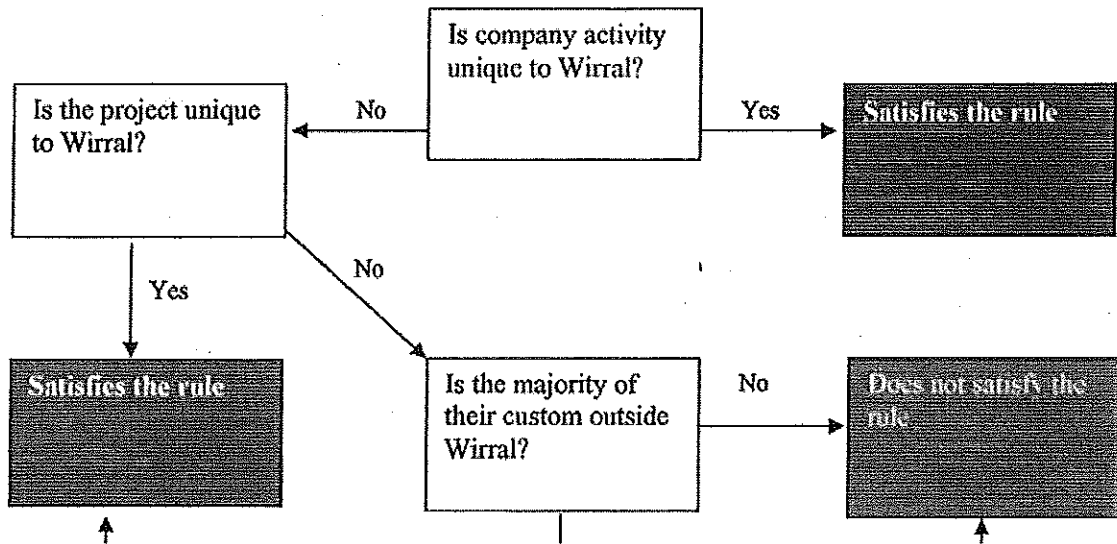 Is company activity
unique to Wirral?
Is the project unique
to Wirral?
No
Yes
Satisfies the rule
No
Yes
Satisfies the rule
Is the majority of
their custom outside
Wirral?
No
Does not satisfy the
rule